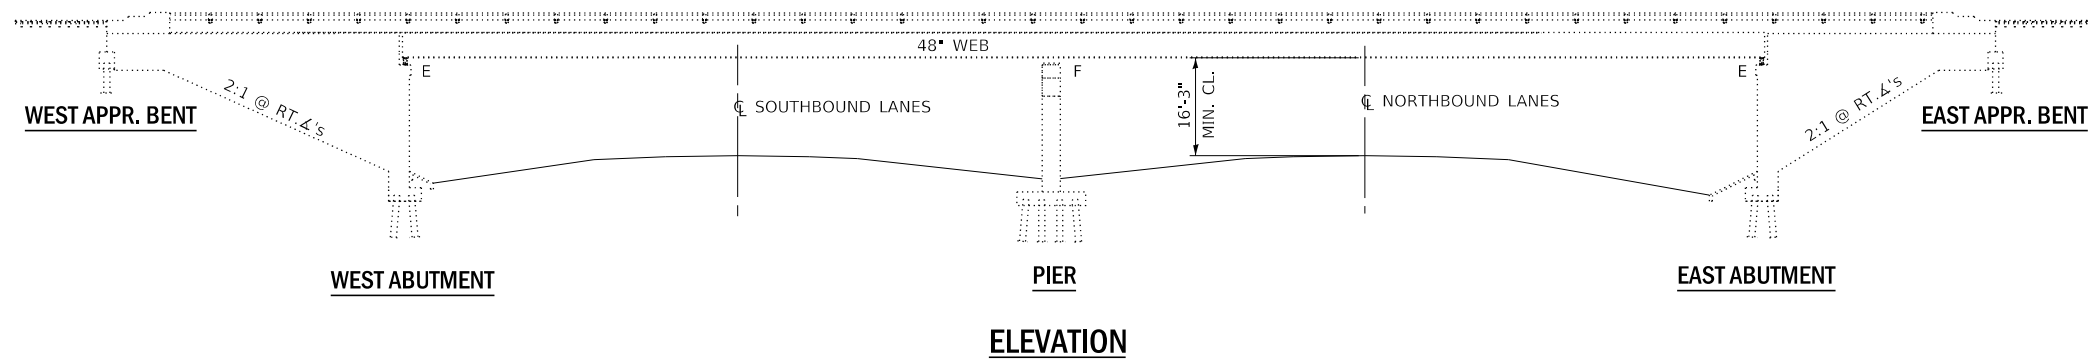 48" WEB
E
F
E
WEST APPR. BENT
2:1 @ RT.∠'s
℄ SOUTHBOUND LANES
16'-3"
MIN. CL.
℄ NORTHBOUND LANES
2:1 @ RT.∠'s
EAST APPR. BENT
WEST ABUTMENT
PIER
EAST ABUTMENT
ELEVATION